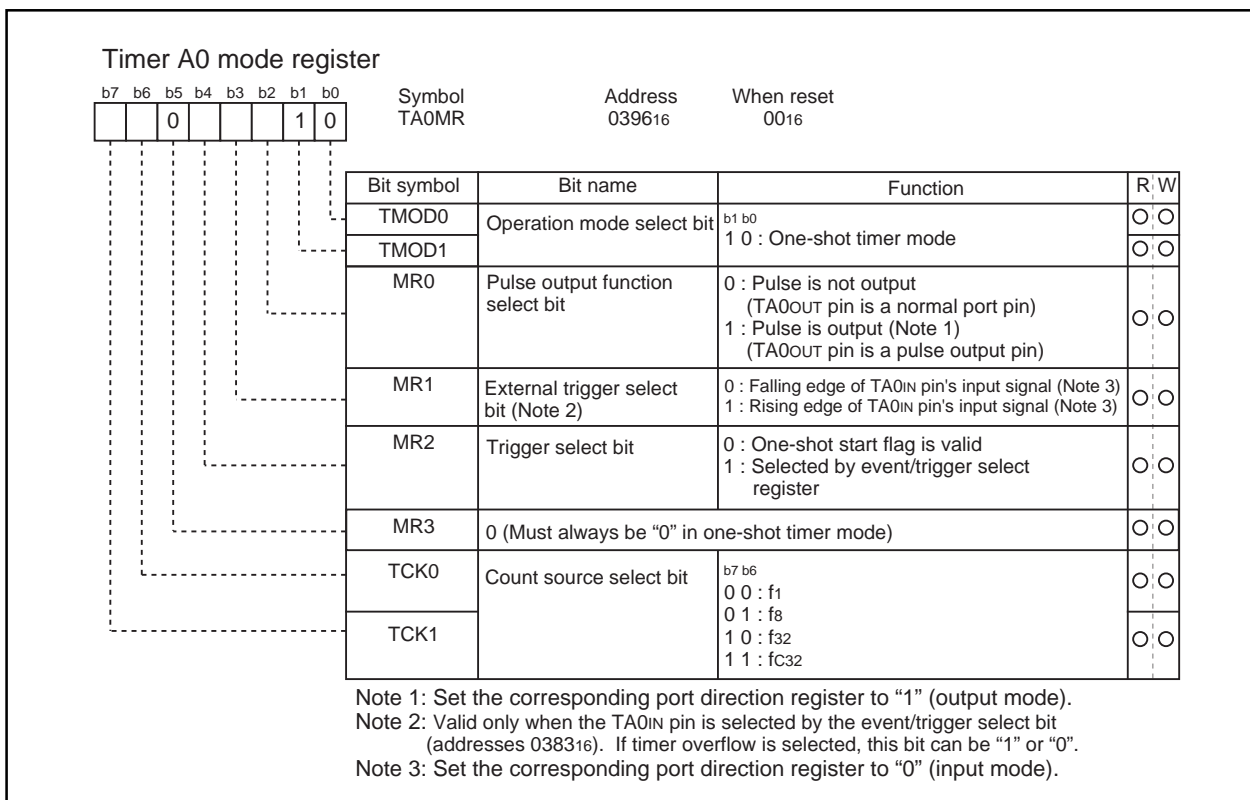 Timer A0 mode register
b7 b6 b5 b4 b3 b2 b1 b0
0 1 0
Symbol Address When reset
TA0MR 039616 0016
Bit symbol Bit name Function R W
TMOD0 Operation mode select bit b1 b0
1 0 : One-shot timer mode
TMOD1
MR0 Pulse output function select bit 0 : Pulse is not output
(TA0OUT pin is a normal port pin)
1 : Pulse is output (Note 1)
(TA0OUT pin is a pulse output pin)
MR1 External trigger select bit (Note 2) 0 : Falling edge of TA0IN pin's input signal (Note 3)
1 : Rising edge of TA0IN pin's input signal (Note 3)
MR2 Trigger select bit 0 : One-shot start flag is valid
1 : Selected by event/trigger select
register
MR3 0 (Must always be “0” in one-shot timer mode)
TCK0 Count source select bit b7 b6
0 0 : f1
0 1 : f8
TCK1 1 0 : f32
1 1 : fC32
Note 1: Set the corresponding port direction register to “1” (output mode).
Note 2: Valid only when the TA0IN pin is selected by the event/trigger select bit
(addresses 038316). If timer overflow is selected, this bit can be “1” or “0”.
Note 3: Set the corresponding port direction register to “0” (input mode).